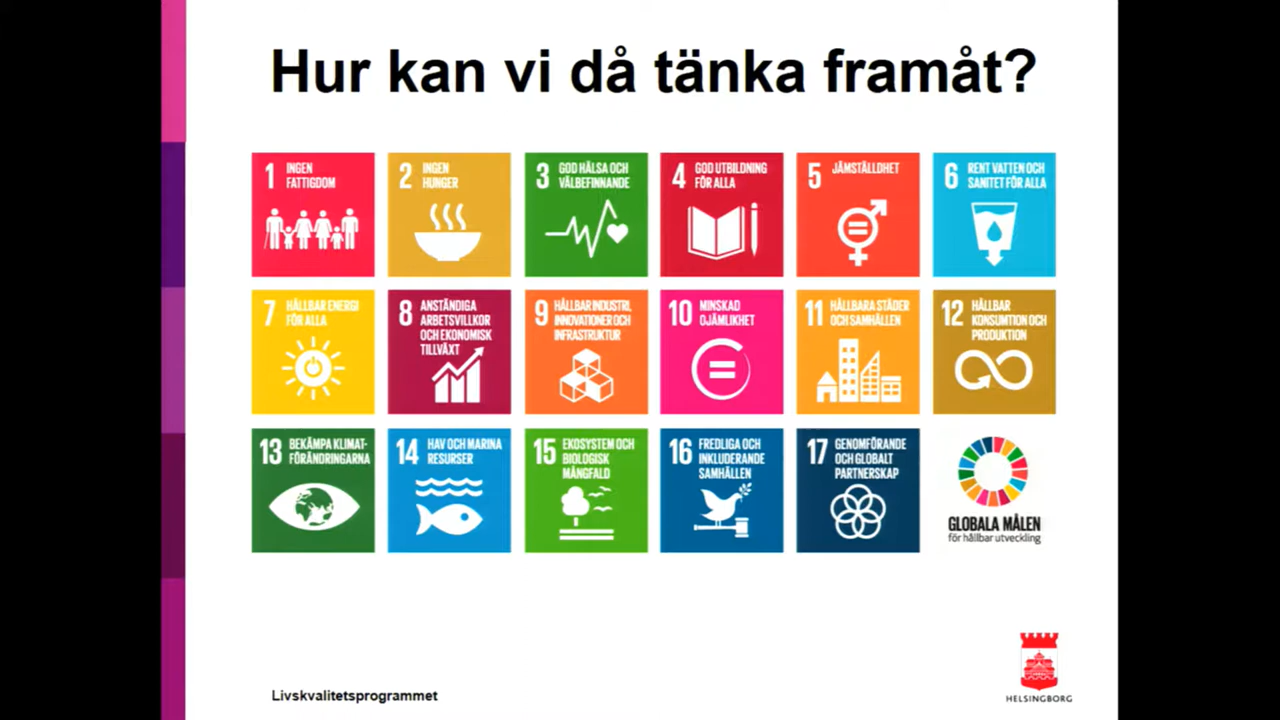 Hur kan vi då tänka framåt?
1 INGEN
FATTIGDOM
2 INGEN
HUNGER
3 GOD HÄLSA OCH
VÄLBEFINNANDE
4 GOD UTBILDNING
FÖR ALLA
5 JÄMSTÄLLDHET
6 RENT VATTEN OCH
SANITET FÖR ALLA
7 HÅLLBAR ENERGI
FÖR ALLA
8 ANSTÄNDIGA
ARBETSVILLKOR
OCH EKONOMISK
TILLVÄXT
9 HÅLLBAR INDUSTRI,
INNOVATIONER OCH
INFRASTRUKTUR
10 MINSKAD
OJÄMLIKHET
11 HÅLLBARA STÄDER
OCH SAMHÄLLEN
12 HÅLLBAR
KONSUMTION OCH
PRODUKTION
13 BEKÄMPA KLIMAT-
FÖRÄNDRINGARNA
14 HAV OCH MARINA
RESURSER
15 EKOSYSTEM OCH
BIOLOGISK
MÅNGFALD
16 FREDLIGA OCH
INKLUDERANDE
SAMHÄLLEN
17 GENOMFÖRANDE
OCH GLOBALT
PARTNERSKAP
GLOBALA MÅLEN
för hållbar utveckling
Livskvalitetsprogrammet
HELSINGBORG